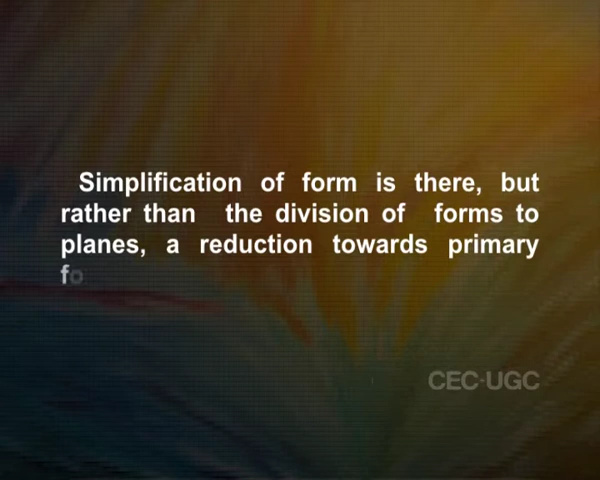 Simplification of form is there, but
rather than the division of forms to
planes, a reduction towards primary
fo
CEC-UGC